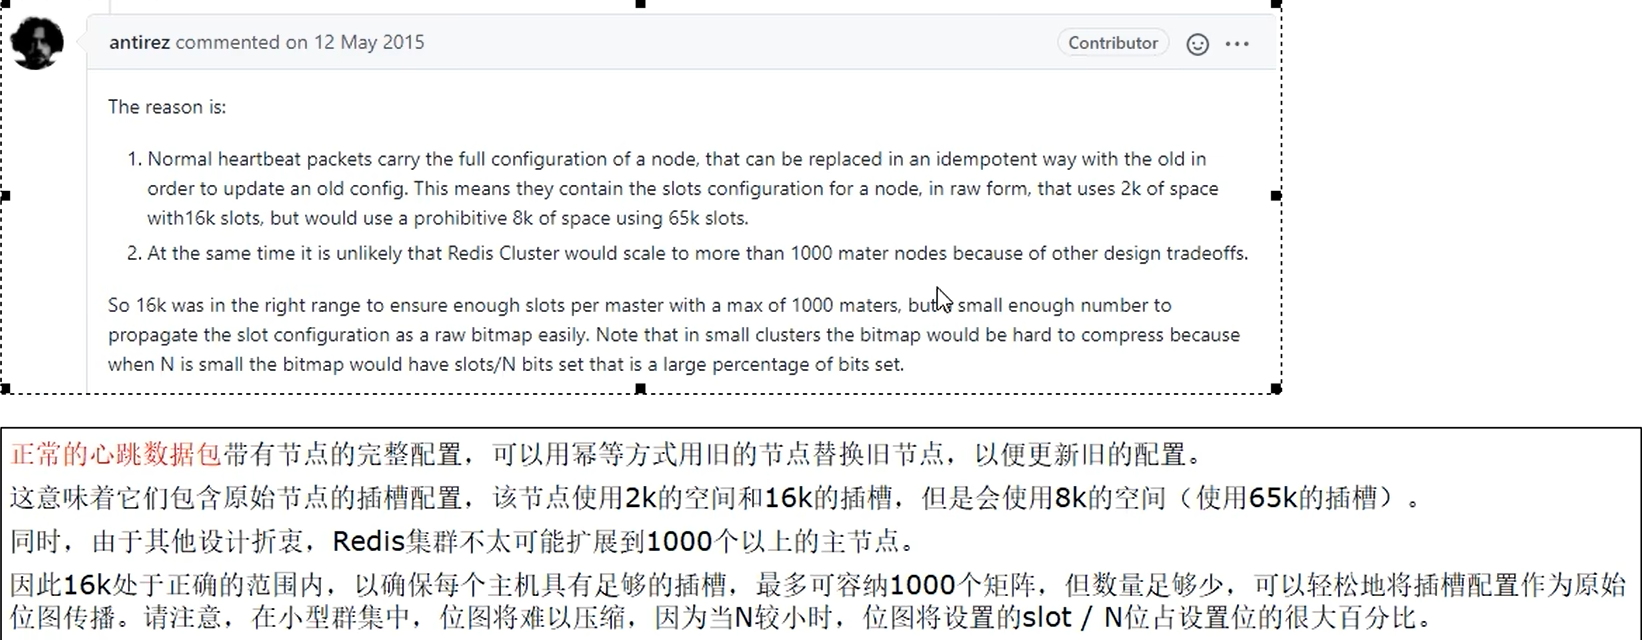 antirez commented on 12 May 2015 Contributor
The reason is:
1. Normal heartbeat packets carry the full configuration of a node, that can be replaced in an idempotent way with the old in
order to update an old config. This means they contain the slots configuration for a node, in raw form, that uses 2k of space
with16k slots, but would use a prohibitive 8k of space using 65k slots.
2. At the same time it is unlikely that Redis Cluster would scale to more than 1000 mater nodes because of other design tradeoffs.
So 16k was in the right range to ensure enough slots per master with a max of 1000 maters, but small enough number to
propagate the slot configuration as a raw bitmap easily. Note that in small clusters the bitmap would be hard to compress because
when N is small the bitmap would have slots/N bits set that is a large percentage of bits set.
正常的心跳数据包带有节点的完整配置，可以用幂等方式用旧的节点替换旧节点，以便更新旧的配置。
这意味着它们包含原始节点的插槽配置，该节点使用2k的空间和16k的插槽，但是会使用8k的空间（使用65k的插槽）。
同时，由于其他设计折衷，Redis集群不太可能扩展到1000个以上的主节点。
因此16k处于正确的范围内，以确保每个主机具有足够的插槽，最多可容纳1000个矩阵，但数量足够少，可以轻松地将插槽配置作为原始
位图传播。请注意，在小型群集中，位图将难以压缩，因为当N较小时，位图将设置的slot / N位占设置位的很大百分比。